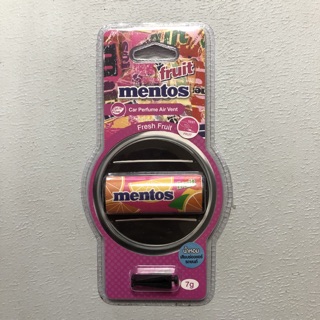 fruit
mentos
Car Perfume Air Vent
Fresh Fruit
mentos
7g